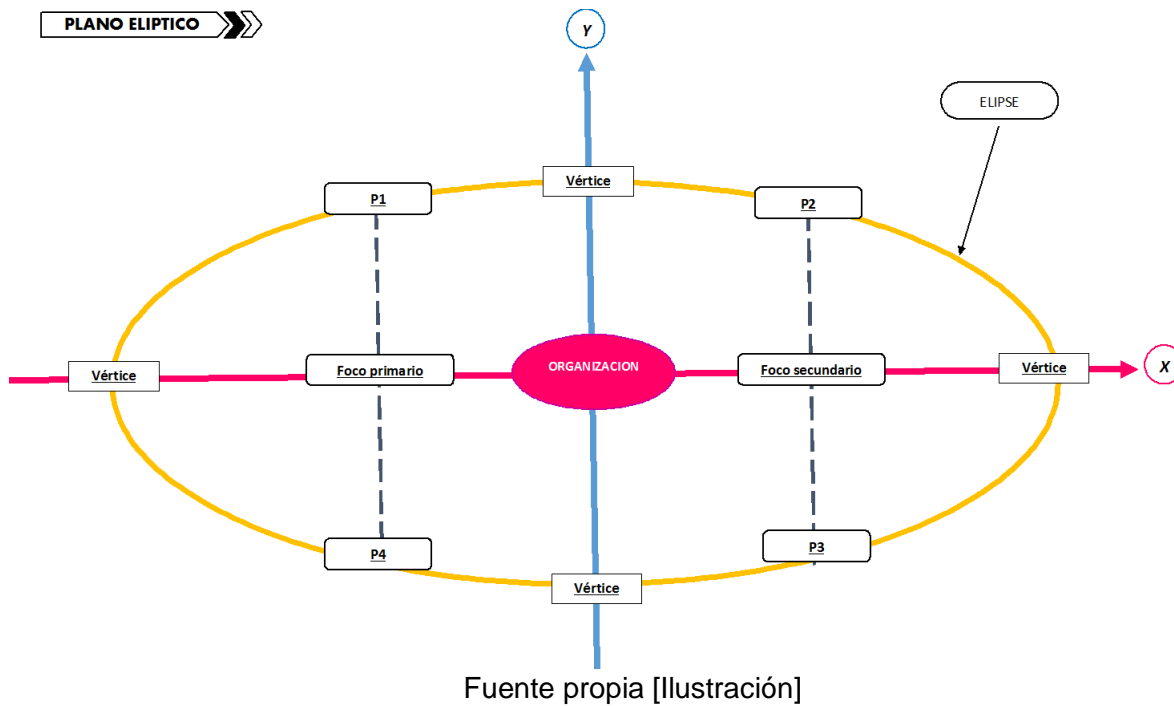 PLANO ELIPTICO
Y
ELIPSE
Vértice
P1
P2
Vértice
Foco primario
ORGANIZACION
Foco secundario
Vértice
X
P4
P3
Vértice
Fuente propia [Ilustración]